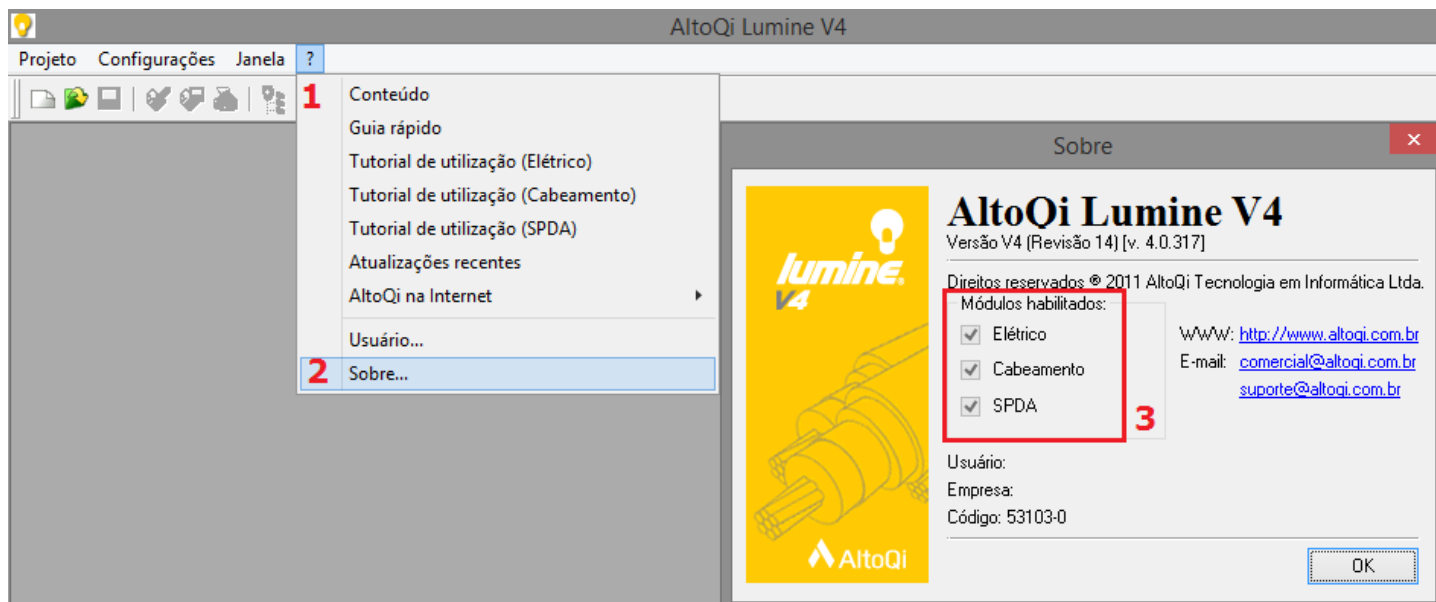 AltoQi Lumine V4
Projeto Configurações Janela ?
1 Conteúdo
Guia rápido
Tutorial de utilização (Elétrico)
Tutorial de utilização (Cabeamento)
Tutorial de utilização (SPDA)
Atualizações recentes
AltoQi na Internet
Usuário...
2 Sobre...
Sobre
lumine.
V4
AltoQi
AltoQi Lumine V4
Versão V4 (Revisão 14) [v. 4.0.317]
Direitos reservados ® 2011 AltoQi Tecnologia em Informática Ltda.
Módulos habilitados:
Elétrico
Cabeamento
SPDA
3
WWW: http://www.altoqi.com.br
E-mail: comercial@altoqi.com.br
suporte@altoqi.com.br
Usuário:
Empresa:
Código: 53103-0
OK